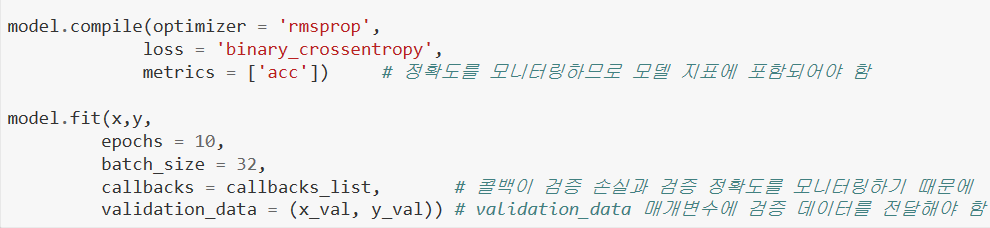 model.compile(optimizer = 'rmsprop',
              loss = 'binary_crossentropy',
              metrics = ['acc'])     # 정확도를 모니터링하므로 모델 지표에 포함되어야 함
model.fit(x,y,
          epochs = 10,
          batch_size = 32,
          callbacks = callbacks_list,        # 콜백이 검증 손실과 검증 정확도를 모니터링하기 때문에
          validation_data = (x_val, y_val)) # validation_data 매개변수에 검증 데이터를 전달해야 함